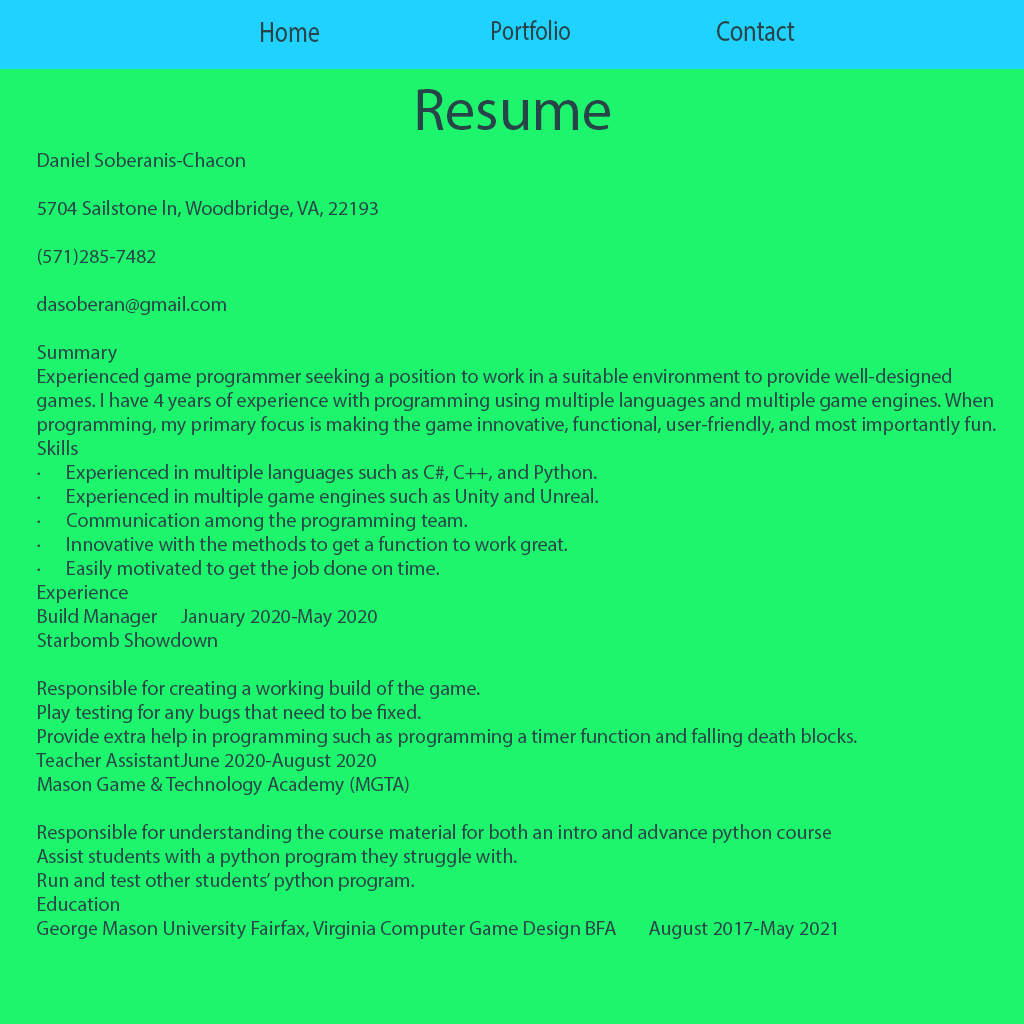 Home Portfolio Contact
Resume
Daniel Soberanis-Chacon
5704 Sailstone ln, Woodbridge, VA, 22193
(571)285-7482
dasoberan@gmail.com
Summary
Experienced game programmer seeking a position to work in a suitable environment to provide well-designed
games. I have 4 years of experience with programming using multiple languages and multiple game engines. When
programming, my primary focus is making the game innovative, functional, user-friendly, and most importantly fun.
Skills
· Experienced in multiple languages such as C#, C++, and Python.
· Experienced in multiple game engines such as Unity and Unreal.
· Communication among the programming team.
· Innovative with the methods to get a function to work great.
· Easily motivated to get the job done on time.
Experience
Build Manager January 2020-May 2020
Starbomb Showdown
Responsible for creating a working build of the game.
Play testing for any bugs that need to be fixed.
Provide extra help in programming such as programming a timer function and falling death blocks.
Teacher AssistantJune 2020-August 2020
Mason Game & Technology Academy (MGTA)
Responsible for understanding the course material for both an intro and advance python course
Assist students with a python program they struggle with.
Run and test other students’ python program.
Education
George Mason University Fairfax, Virginia Computer Game Design BFA August 2017-May 2021